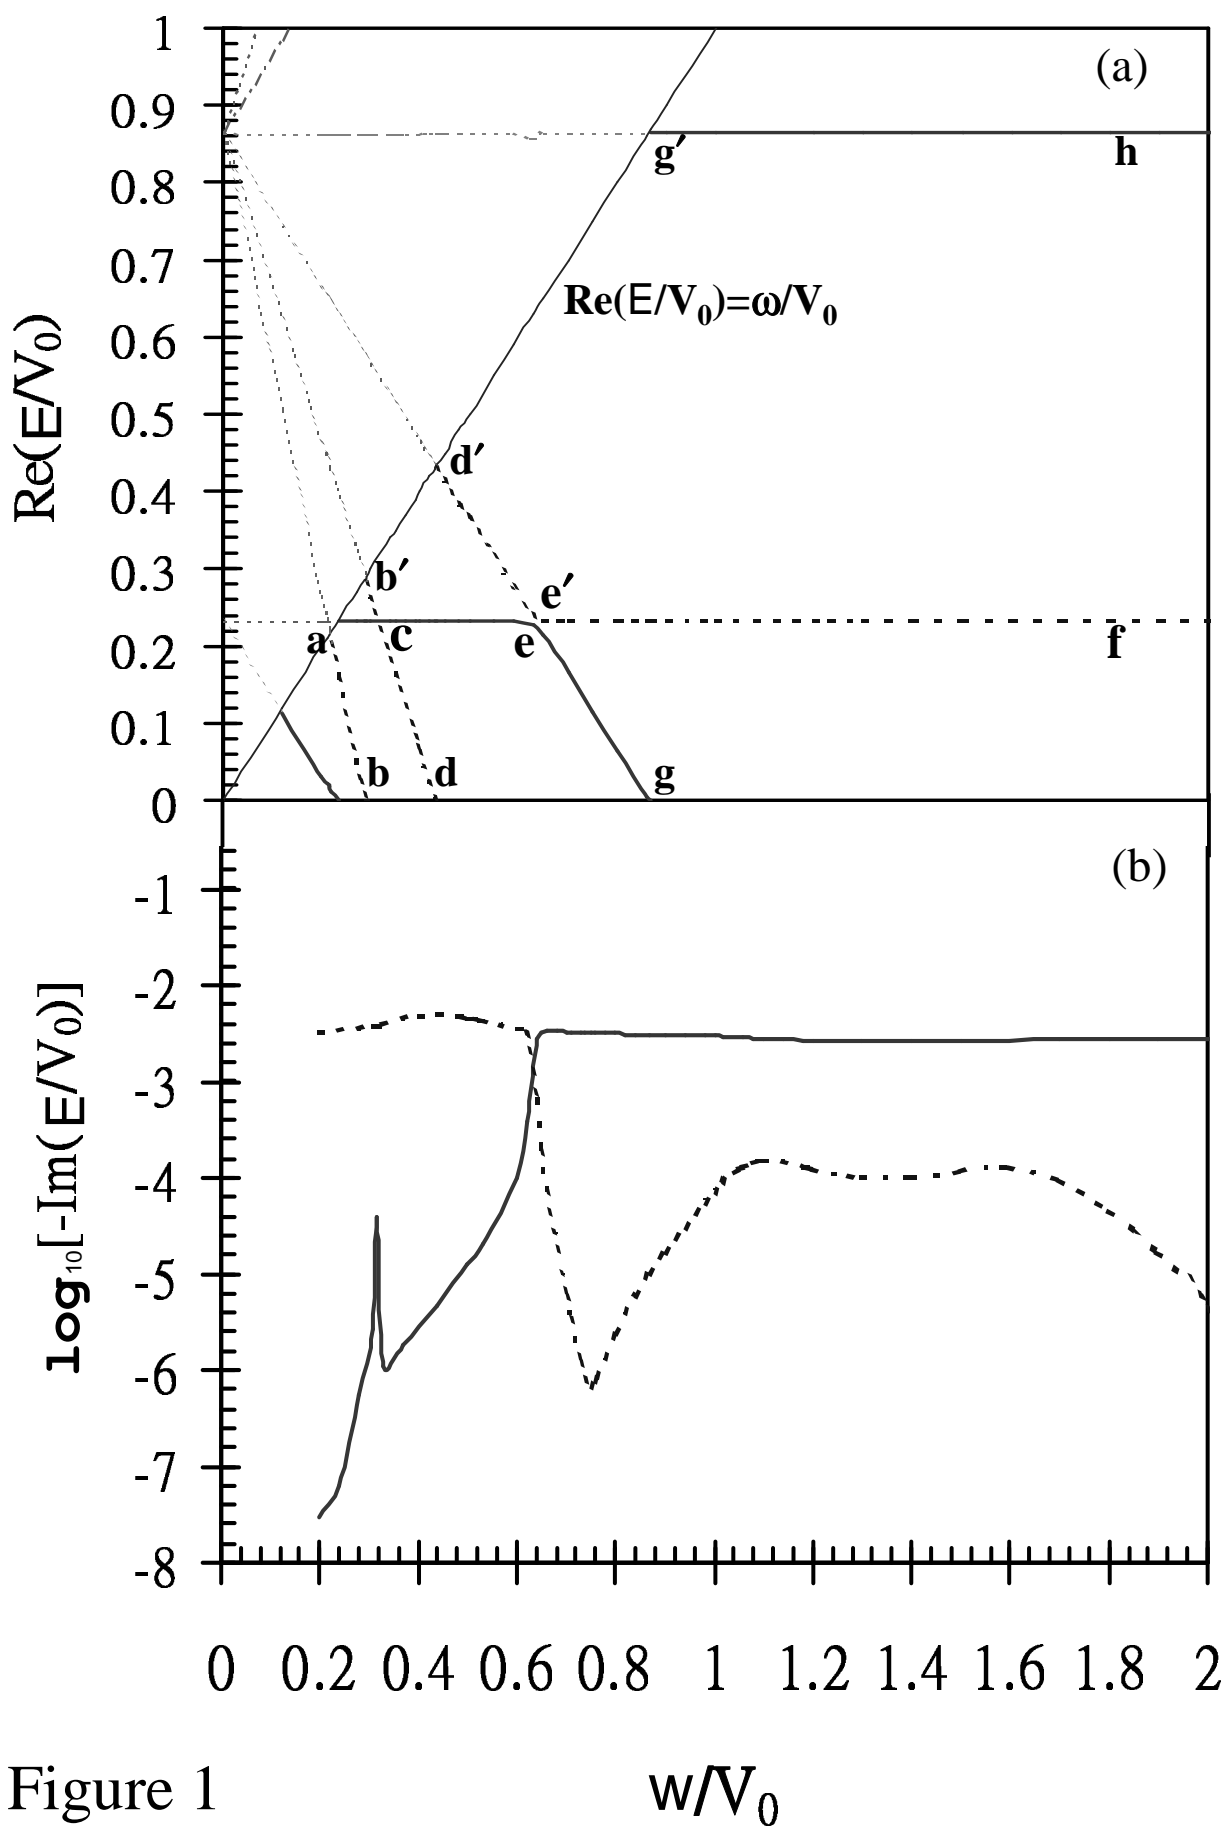 1
(a)
0.9
g′
h
0.8
0.7
Re(E/V0)=ω/V0
0.6
Re(E/V0)
0.5
d′
0.4
b′
0.3
e′
a
c
e
f
0.2
0.1
b
d
g
0
(b)
-1
-2
-3
log10[-Im(E/V0)]
-4
-5
-6
-7
-8
0 0.2 0.4 0.6 0.8 1 1.2 1.4 1.6 1.8 2
Figure 1
w/V0